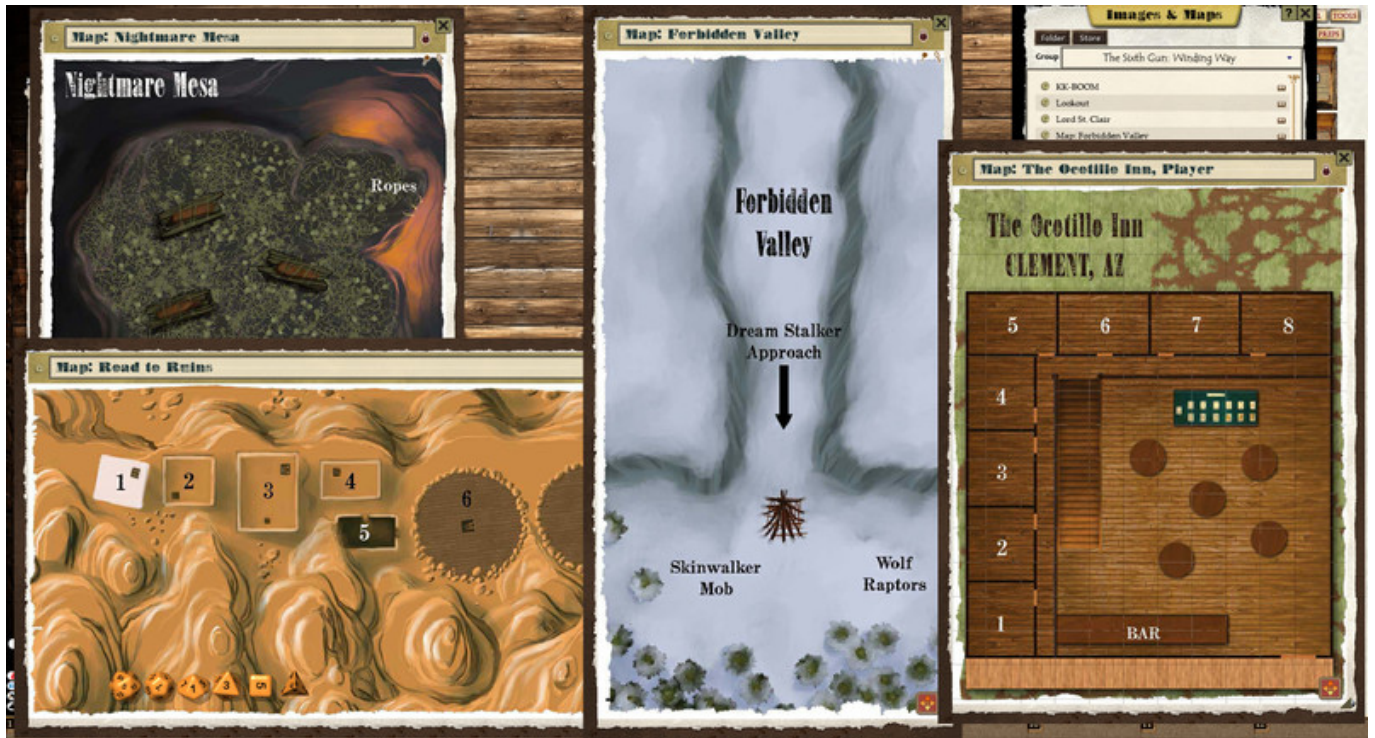 Map: Nightmare Mesa
Nightmare Mesa
Ropes
Map: Road to Ruins
1
2
3
4
5
6
Map: Forbidden Valley
Forbidden
Valley
Dream Stalker
Approach
Skinwalker
Mob
Wolf
Raptors
Images & Maps
? X
TOOLS
Folder
Store
Group
The Sixth Gun: Winding Way
KK-BOOM
Lookout
Lord St. Clair
Map: Forbidden Valley
Map: The Ocotillo Inn, Player
The Ocotillo Inn
CLEMENT, AZ
5 6 7 8
4
3
2
1
BAR